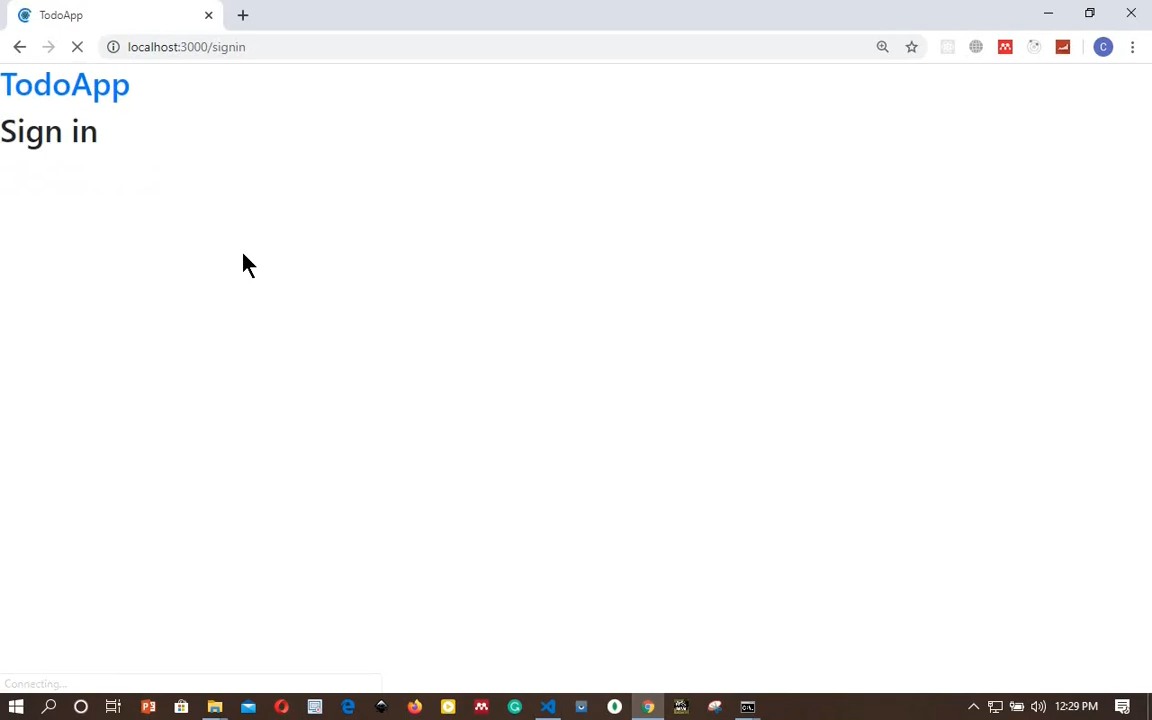 TodoApp
localhost:3000/signin
C
TodoApp
Sign in
Connecting...
12:29 PM